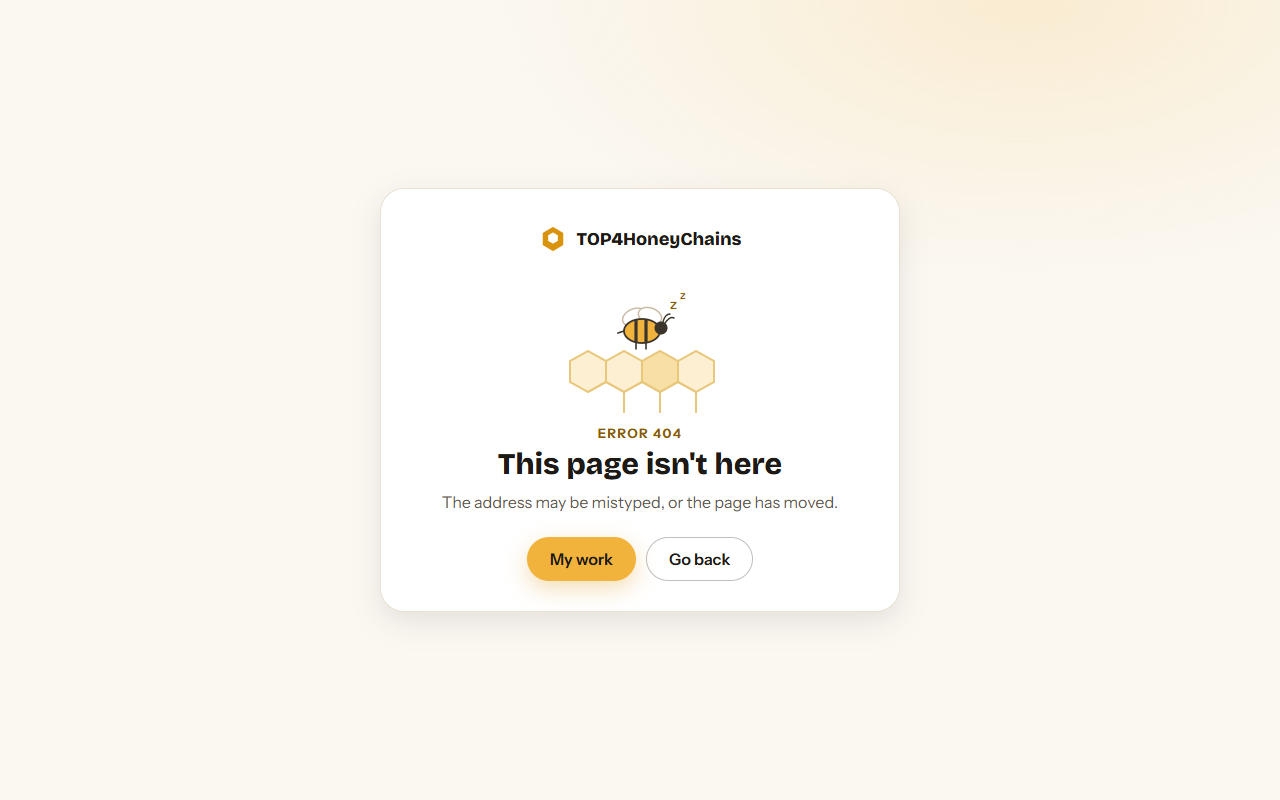 TOP4HoneyChains
z
z
ERROR 404
This page isn't here
The address may be mistyped, or the page has moved.
My work
Go back